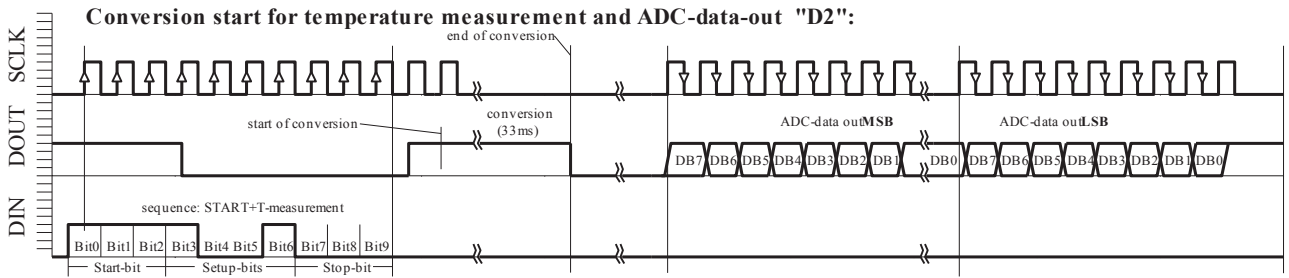 Conversion start for temperature measurement and ADC-data-out "D2":
end of conversion
SCLK
start of conversion
conversion
(33ms)
ADC-data outMSB
ADC-data outLSB
DOUT
DB7 DB6 DB5 DB4 DB3 DB2 DB1 DB0 DB7 DB6 DB5 DB4 DB3 DB2 DB1 DB0
sequence: START+T-measurement
DIN
Bit0 Bit1 Bit2 Bit3 Bit4 Bit5 Bit6 Bit7 Bit8 Bit9
Start-bit Setup-bits Stop-bit